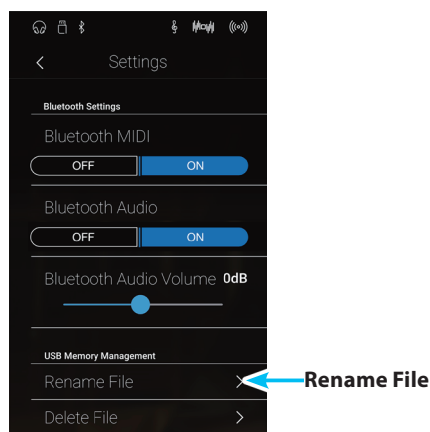 Settings
Bluetooth Settings
Bluetooth MIDI
OFF ON
Bluetooth Audio
OFF ON
Bluetooth Audio Volume 0dB
USB Memory Management
Rename File
Rename File
Delete File